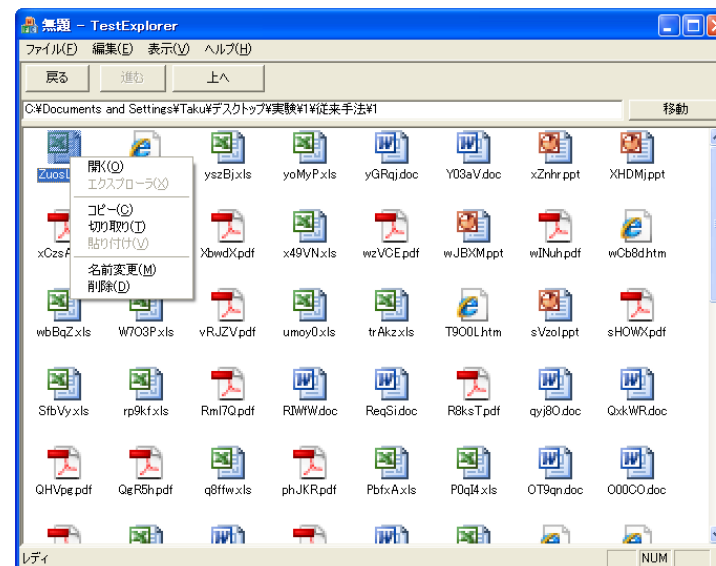 無題 - TestExplorer
ファイル(F) 編集(E) 表示(V) ヘルプ(H)
戻る 進む 上へ
C:¥Documents and Settings¥Taku¥デスクトップ¥実験¥1¥従来手法¥1 移動
yszBj.xls yoMyP.xls yGRqj.doc Y03aV.doc xZnhr.ppt XHDMj.ppt
開く(O)
エクスプローラ(X)
コピー(C)
切り取り(T)
貼り付け(V)
名前変更(M)
削除(D)
XbwdX.pdf x49VN.xls wzVCE.pdf wJBXM.ppt wINuh.pdf wCb8d.htm
wbBqZ.xls W7O3P.xls vRJZV.pdf umoy0.xls trAkz.xls T9O0L.htm sVzol.ppt sHOWX.pdf
SfbVy.xls rp9kf.xls Rml7Q.pdf RIWfW.doc ReqSi.doc R8ksT.pdf qyj8O.doc QxkWR.doc
QHVpg.pdf QgR5h.pdf q8ffw.xls phJKR.pdf PbfxA.xls P0qI4.xls OT9qn.doc O00CO.doc
レディ NUM